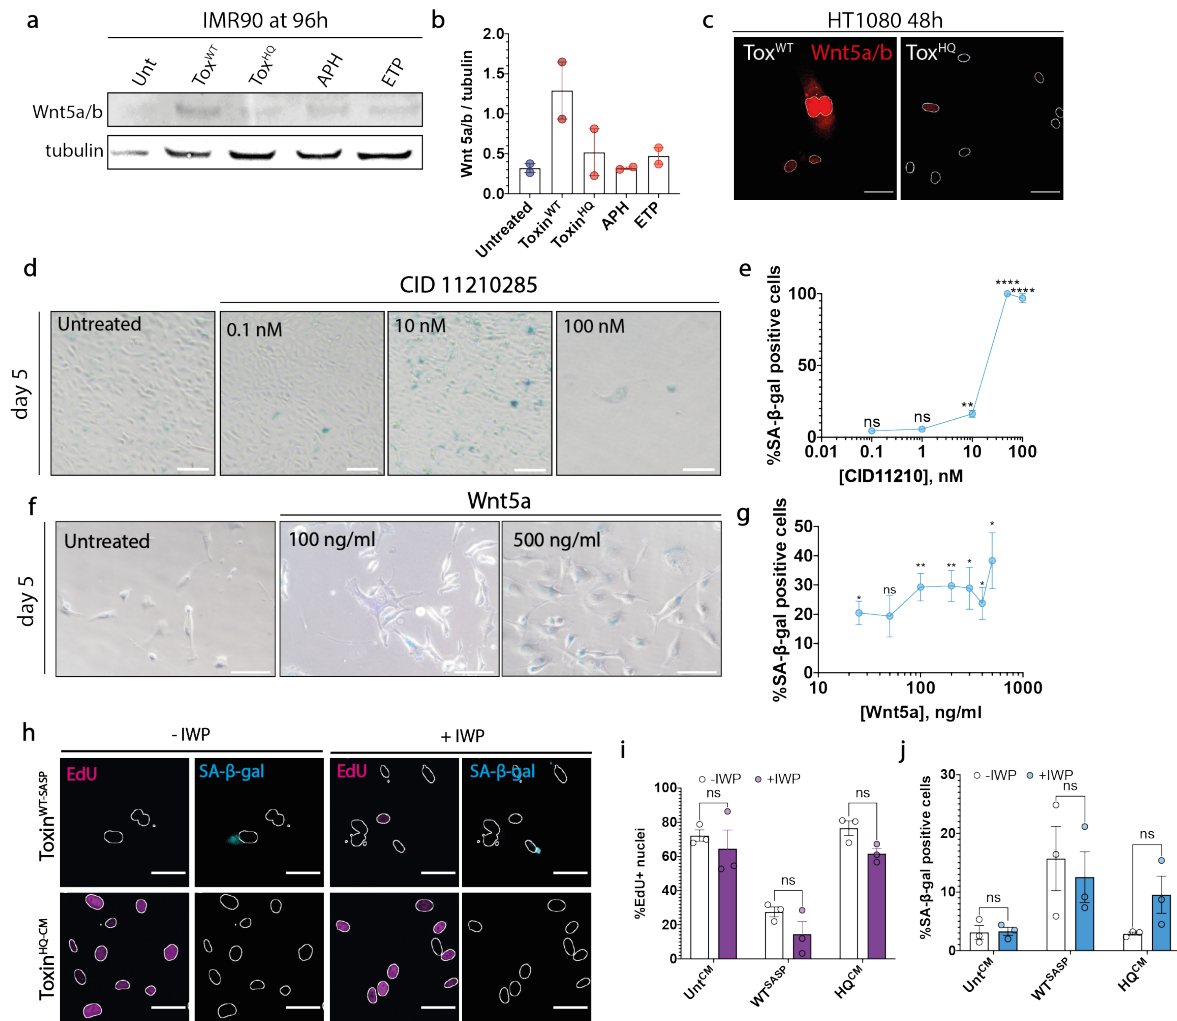 a
IMR90 at 96h
Unt
Tox^WT
Tox^HQ
APH
ETP
Wnt5a/b
tubulin
b
Wnt 5a/b / tubulin
2.0
1.5
1.0
0.5
0.0
Untreated
Toxin^WT
Toxin^HQ
APH
ETP
c
HT1080 48h
Tox^WT
Wnt5a/b
Tox^HQ
d
CID 11210285
day 5
Untreated
0.1 nM
10 nM
100 nM
e
%SA-β-gal positive cells
100
50
0
ns
ns
**
****
****
0.01
0.1
1
10
100
[CID11210], nM
f
Wnt5a
day 5
Untreated
100 ng/ml
500 ng/ml
g
%SA-β-gal positive cells
50
40
30
20
10
0
*
ns
**
**
*
*
*
10
100
1000
[Wnt5a], ng/ml
h
- IWP
+ IWP
EdU
SA-β-gal
EdU
SA-β-gal
Toxin^WT-SASP
Toxin^HQ-CM
i
-IWP
+IWP
%EdU+ nuclei
100
80
60
40
20
0
ns
ns
ns
Unt^CM
WT^SASP
HQ^CM
j
-IWP
+IWP
%SA-β-gal positive cells
30
20
10
0
ns
ns
ns
Unt^CM
WT^SASP
HQ^CM